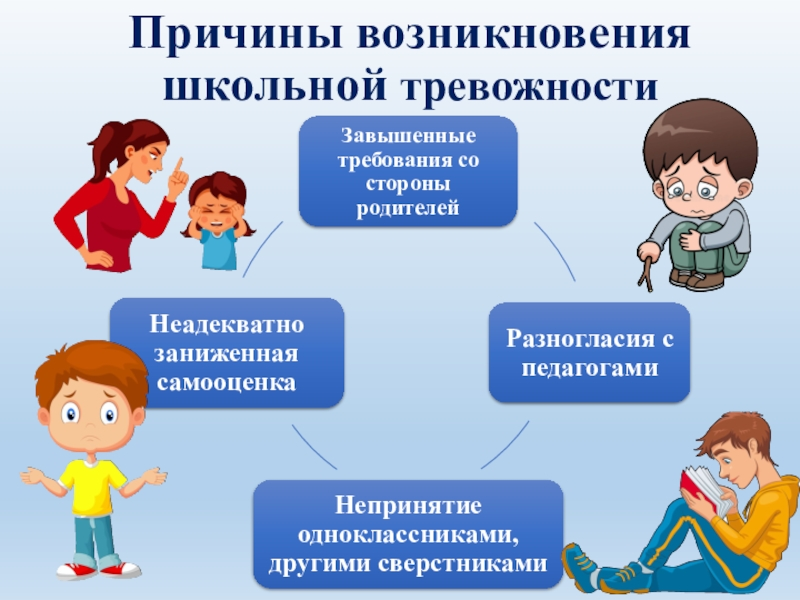 Причины возникновения
школьной тревожности
Завышенные
требования со
стороны
родителей
Неадекватно
заниженная
самооценка
Разногласия с
педагогами
Непринятие
одноклассниками,
другими сверстниками